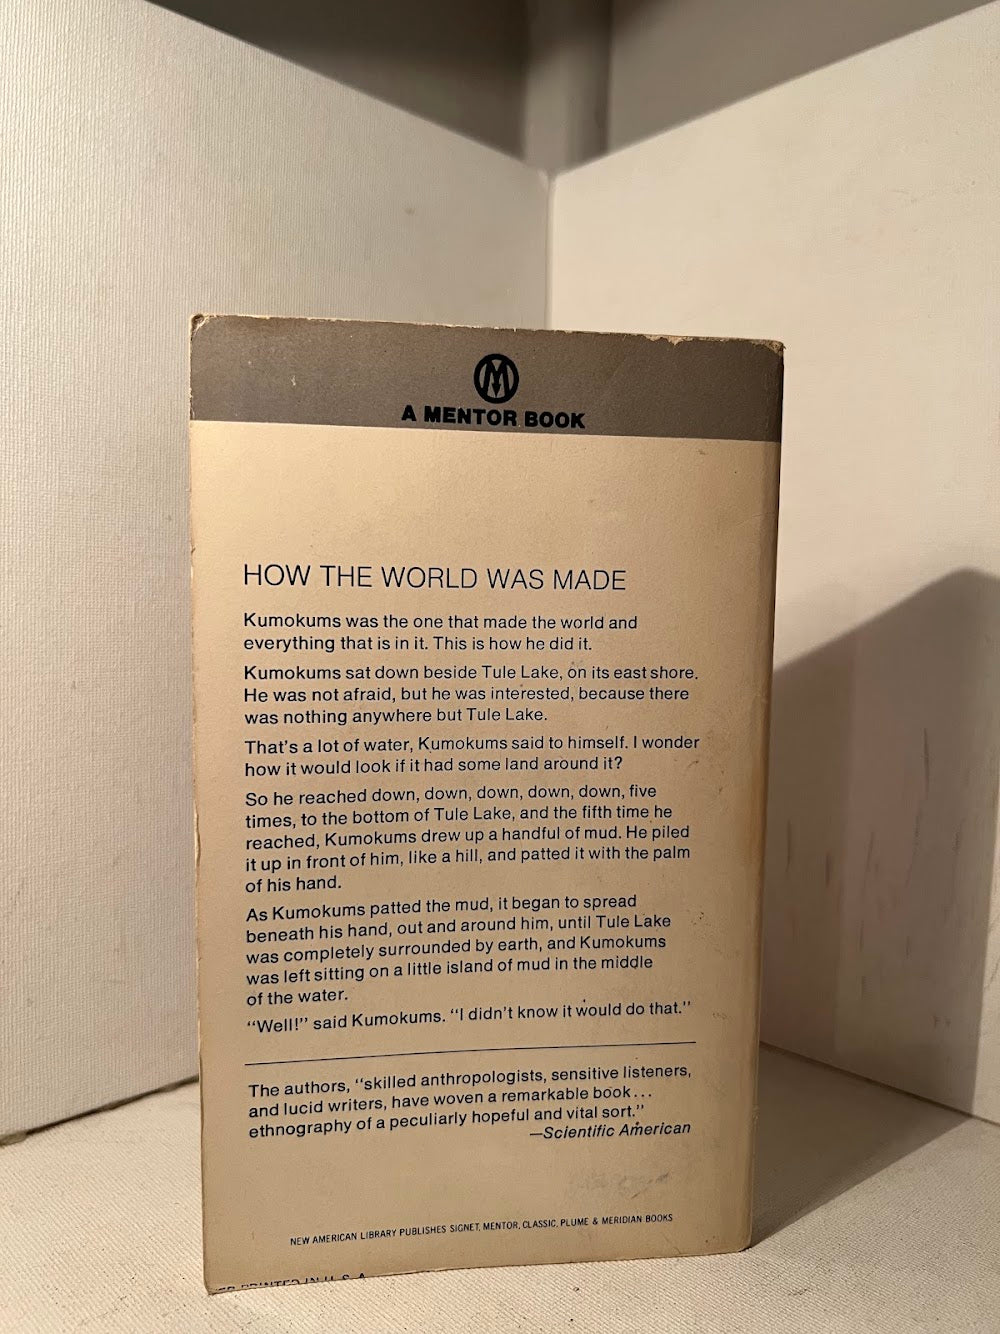 M
A MENTOR BOOK
HOW THE WORLD WAS MADE
Kumokums was the one that made the world and
everything that is in it. This is how he did it.
Kumokums sat down beside Tule Lake, on its east shore.
He was not afraid, but he was interested, because there
was nothing anywhere but Tule Lake.
That's a lot of water, Kumokums said to himself. I wonder
how it would look if it had some land around it?
So he reached down, down, down, down, down, five
times, to the bottom of Tule Lake, and the fifth time he
reached, Kumokums drew up a handful of mud. He piled
it up in front of him, like a hill, and patted it with the palm
of his hand.
As Kumokums patted the mud, it began to spread
beneath his hand, out and around him, until Tule Lake
was completely surrounded by earth, and Kumokums
was left sitting on a little island of mud in the middle
of the water.
"Well!" said Kumokums. "I didn't know it would do that."
The authors, "skilled anthropologists, sensitive listeners,
and lucid writers, have woven a remarkable book...
ethnography of a peculiarly hopeful and vital sort."
—Scientific American
NEW AMERICAN LIBRARY PUBLISHES SIGNET, MENTOR, CLASSIC, PLUME & MERIDIAN BOOKS
PRINTED IN U.S.A.